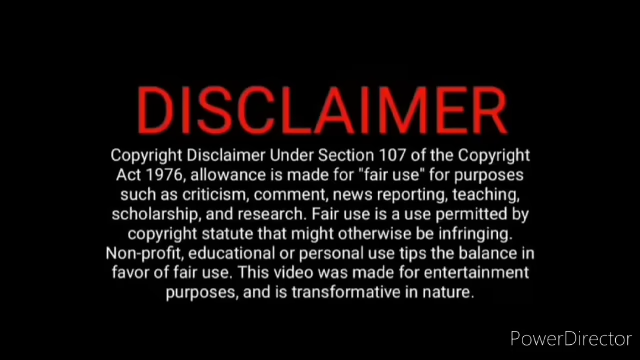 DISCLAIMER
Copyright Disclaimer Under Section 107 of the Copyright
Act 1976, allowance is made for "fair use" for purposes
such as criticism, comment, news reporting, teaching,
scholarship, and research. Fair use is a use permitted by
copyright statute that might otherwise be infringing.
Non-profit, educational or personal use tips the balance in
favor of fair use. This video was made for entertainment
purposes, and is transformative in nature.
PowerDirector